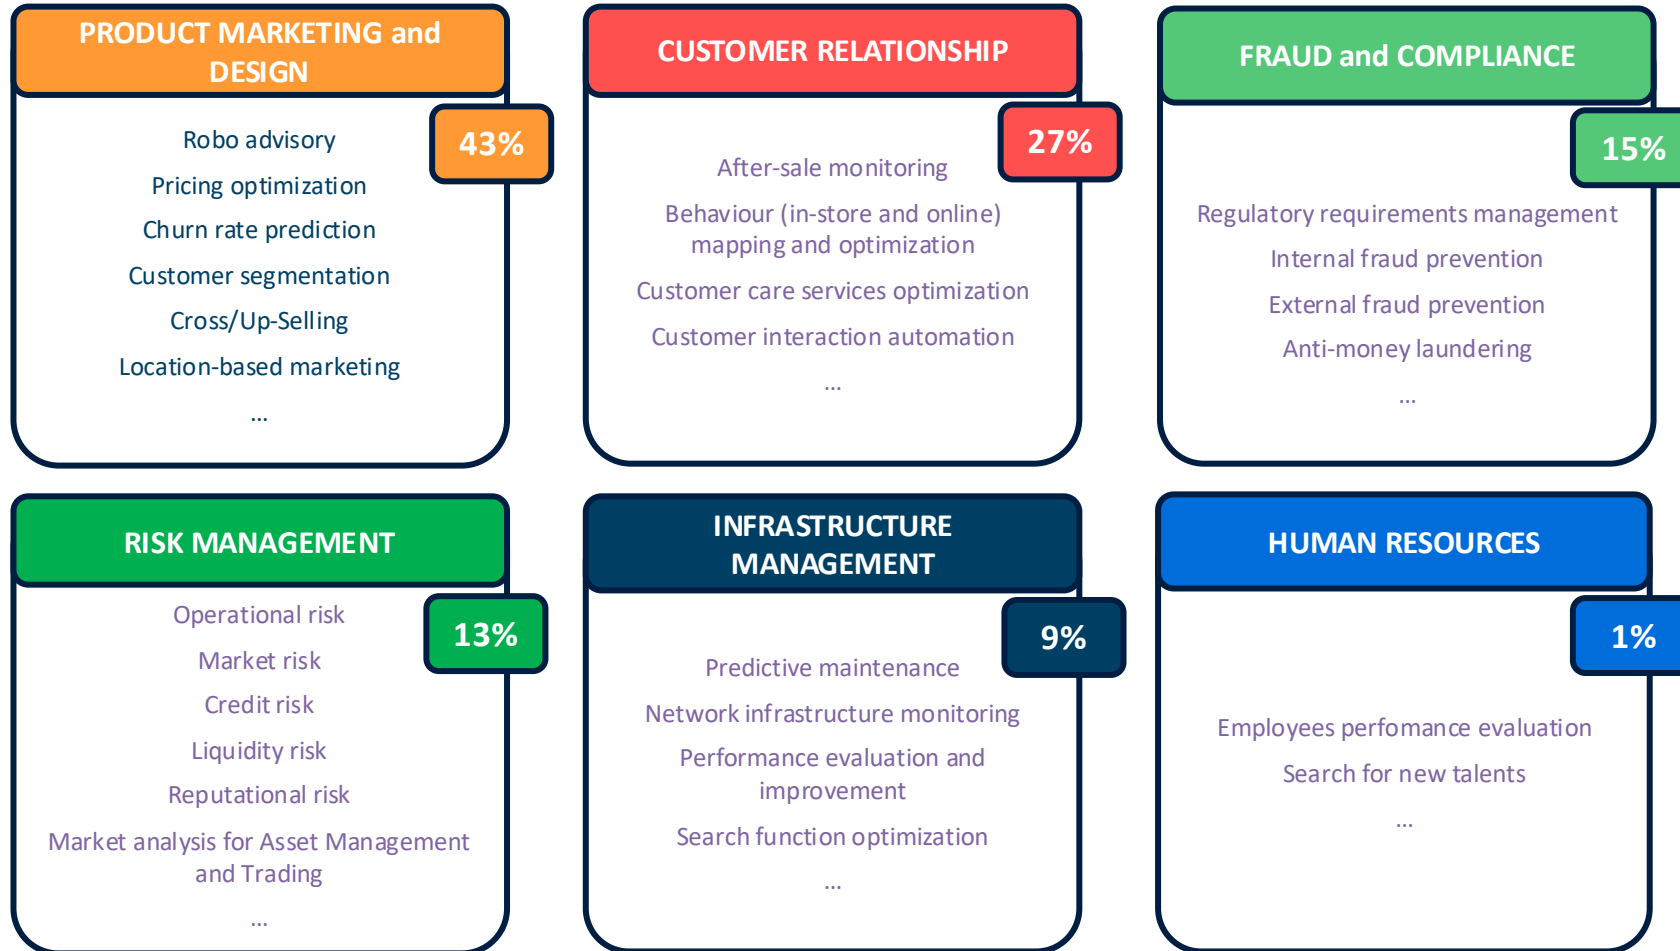 PRODUCT MARKETING and
DESIGN
43%
Robo advisory
Pricing optimization
Churn rate prediction
Customer segmentation
Cross/Up-Selling
Location-based marketing
...
CUSTOMER RELATIONSHIP
27%
After-sale monitoring
Behaviour (in-store and online)
mapping and optimization
Customer care services optimization
Customer interaction automation
...
FRAUD and COMPLIANCE
15%
Regulatory requirements management
Internal fraud prevention
External fraud prevention
Anti-money laundering
...
RISK MANAGEMENT
13%
Operational risk
Market risk
Credit risk
Liquidity risk
Reputational risk
Market analysis for Asset Management
and Trading
...
INFRASTRUCTURE
MANAGEMENT
9%
Predictive maintenance
Network infrastructure monitoring
Performance evaluation and
improvement
Search function optimization
...
HUMAN RESOURCES
1%
Employees perfomance evaluation
Search for new talents
...